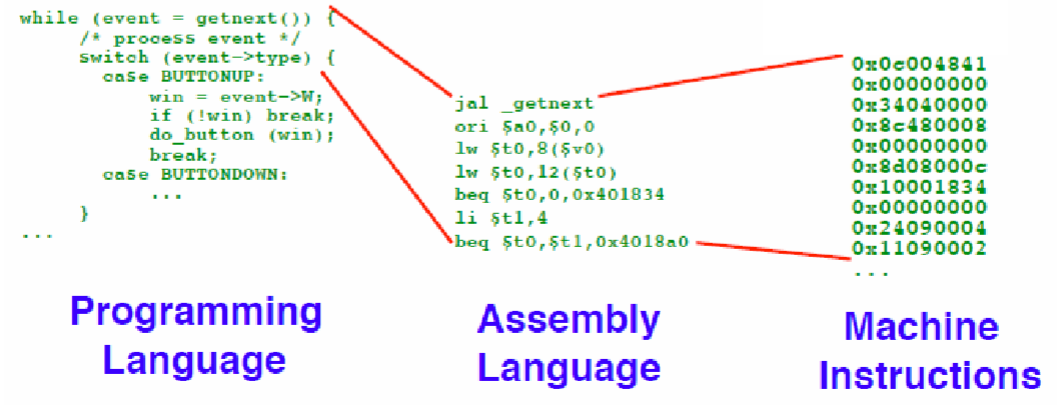 while (event = getnext()) {
/* process event */
switch (event->type) {
case BUTTONUP:
win = event->W;
if (!win) break;
do_button (win);
break;
case BUTTONDOWN:
...
}
...
jal _getnext
ori $a0,$0,0
lw $t0,8($v0)
lw $t0,12($t0)
beq $t0,0,0x401834
li $t1,4
beq $t0,$t1,0x4018a0
0x0c004841
0x00000000
0x34040000
0x8c480008
0x00000000
0x8d08000c
0x10001834
0x00000000
0x24090004
0x11090002
...
Programming
Language
Assembly
Language
Machine
Instructions